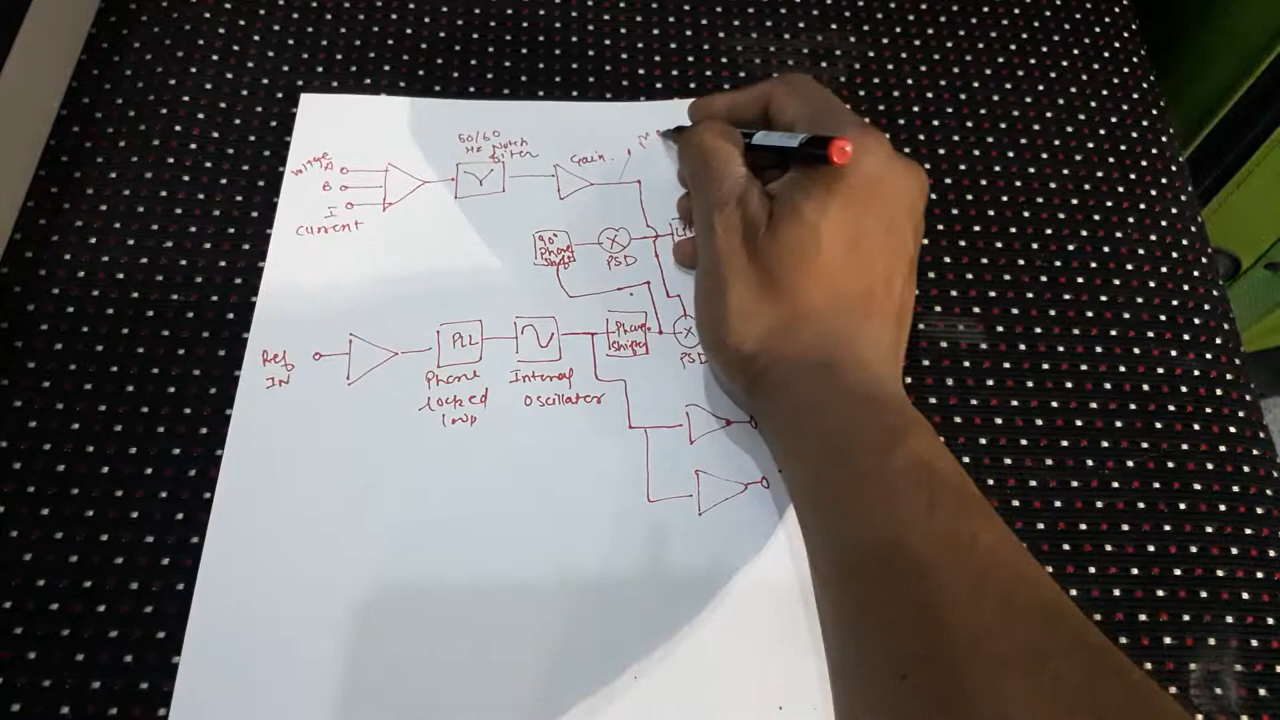 50/60
Hz Notch
filter
Voltage A
B
I
Current
Gain
90°
Phase
Shift
PSD
Ref
IN
PLL
Phase
locked
loop
Internal
Oscillator
Phase
Shifter
PSD